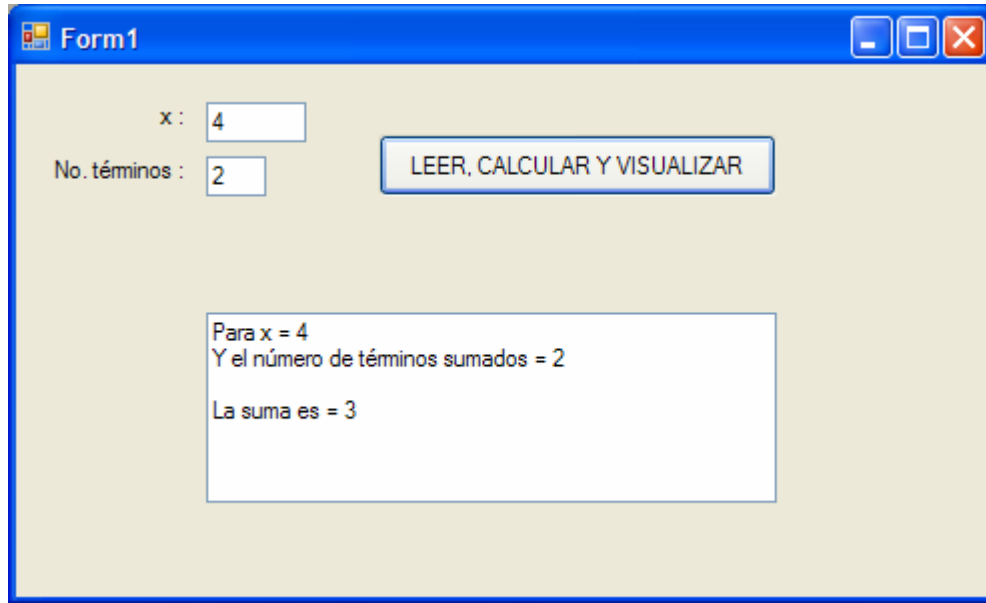 Form1
x : 4
No. términos : 2
LEER, CALCULAR Y VISUALIZAR
Para x = 4
Y el número de términos sumados = 2
La suma es = 3